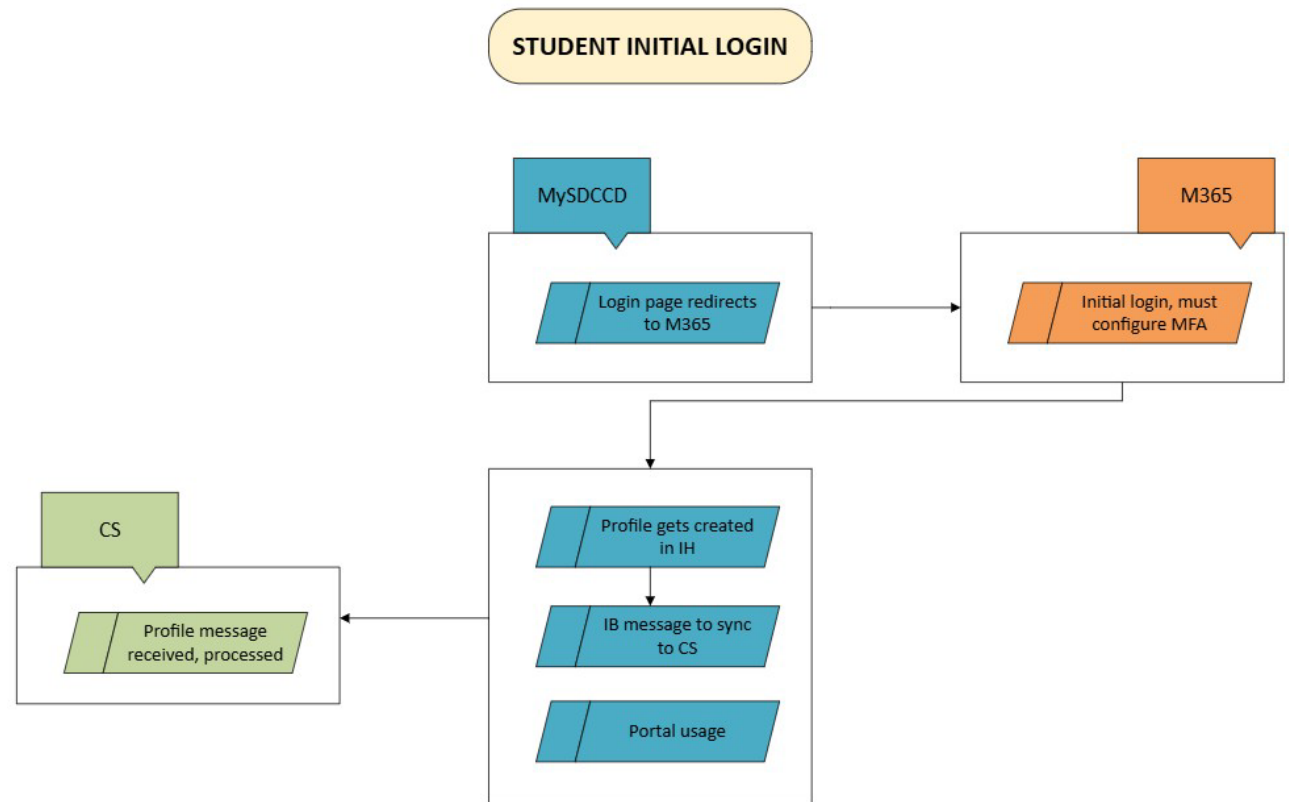 STUDENT INITIAL LOGIN
MySDCCD
M365
Login page redirects
to M365
Initial login, must
configure MFA
Profile gets created
in IH
CS
IB message to sync
to CS
Profile message
received, processed
Portal usage